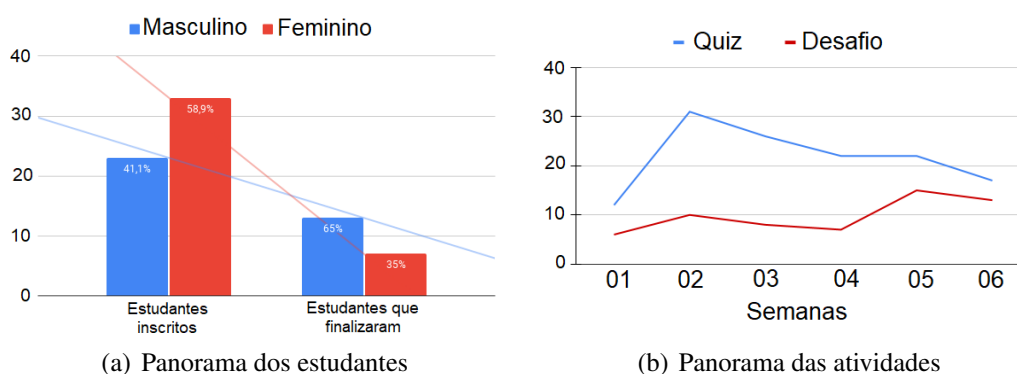 Masculino Feminino
40
30
20
10
0
58,9%
41,1%
65%
35%
Estudantes
inscritos
Estudantes que
finalizaram
(a) Panorama dos estudantes
Quiz Desafio
40
30
20
10
0
01 02 03 04 05 06
Semanas
(b) Panorama das atividades